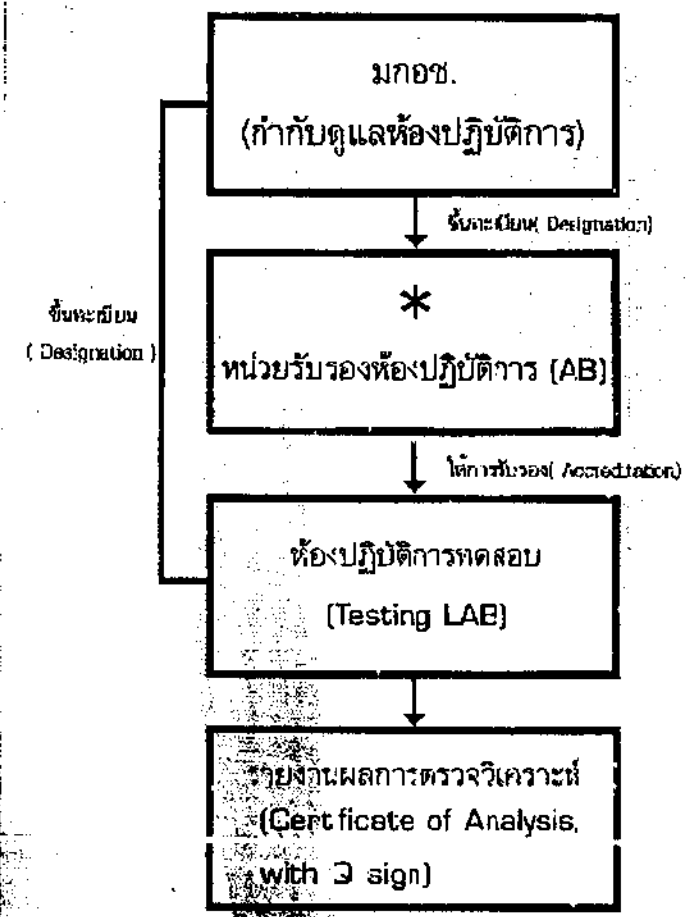 มกอช.
(กำกับดูแลห้องปฏิบัติการ)
ขึ้นทะเบียน( Designation)
*
หน่วยรับรองห้องปฏิบัติการ (AB)
ขึ้นทะเบียน
( Designation )
ให้การรับรอง( Accreditation)
ห้องปฏิบัติการทดสอบ
(Testing LAB)
รายงานผลการตรวจวิเคราะห์
(Certficate of Analysis,
with Q sign)